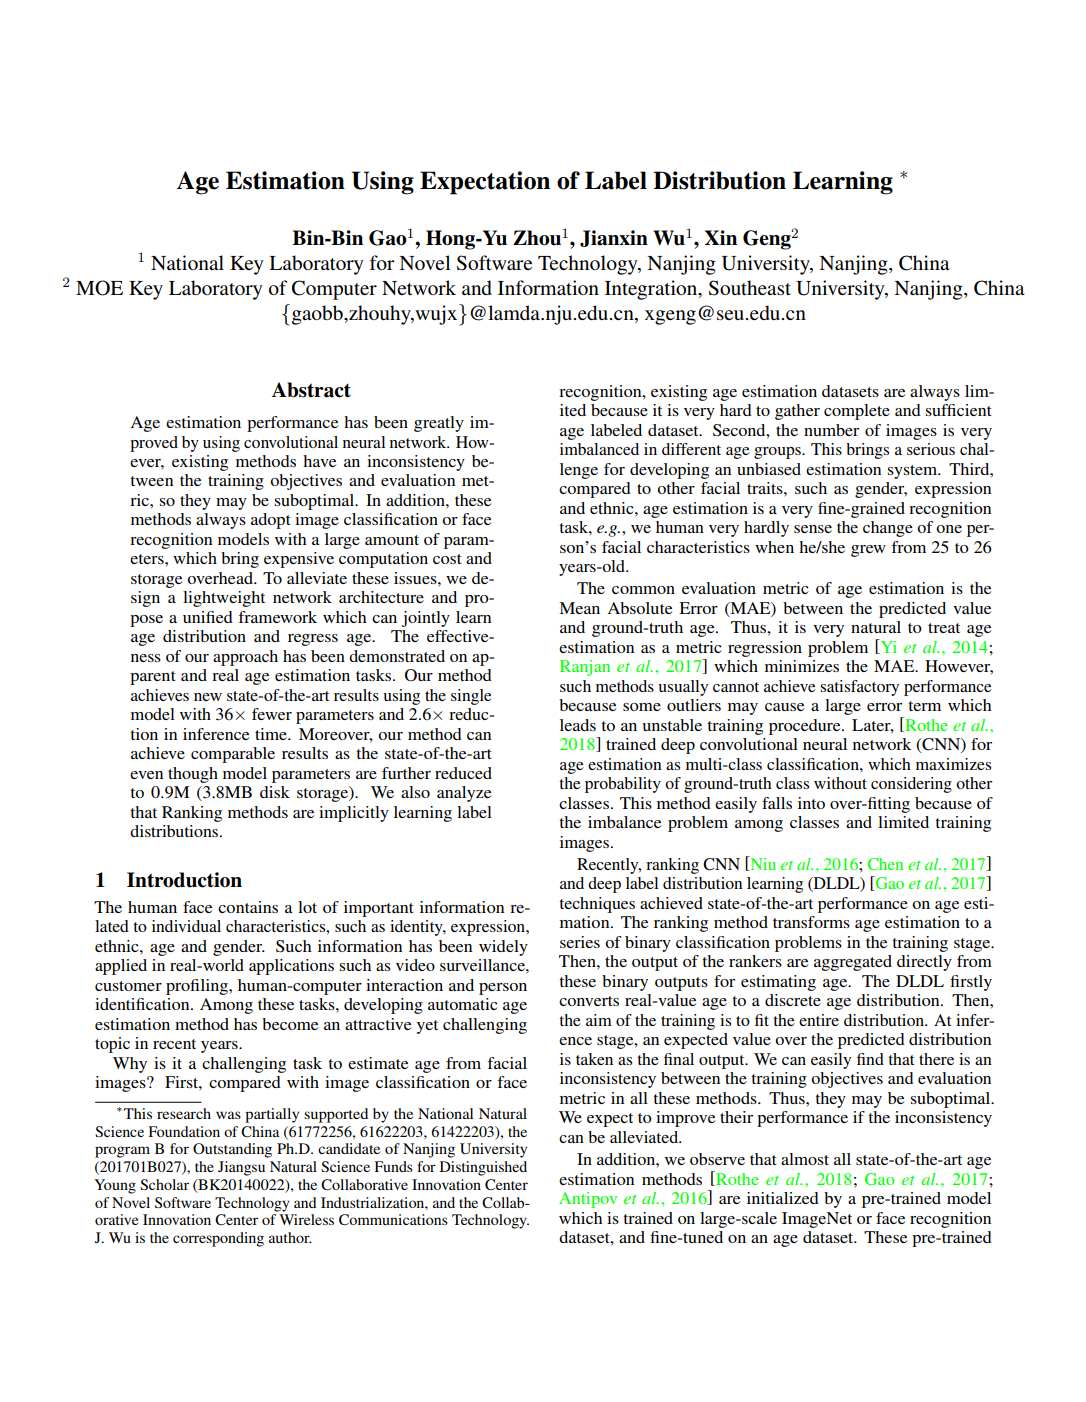 Age Estimation Using Expectation of Label Distribution Learning *
Bin-Bin Gao1, Hong-Yu Zhou1, Jianxin Wu1, Xin Geng2
1 National Key Laboratory for Novel Software Technology, Nanjing University, Nanjing, China
2 MOE Key Laboratory of Computer Network and Information Integration, Southeast University, Nanjing, China
{gaobb,zhouhy,wujx}@lamda.nju.edu.cn, xgeng@seu.edu.cn
Abstract
Age estimation performance has been greatly im-
proved by using convolutional neural network. How-
ever, existing methods have an inconsistency be-
tween the training objectives and evaluation met-
ric, so they may be suboptimal. In addition, these
methods always adopt image classification or face
recognition models with a large amount of param-
eters, which bring expensive computation cost and
storage overhead. To alleviate these issues, we de-
sign a lightweight network architecture and pro-
pose a unified framework which can jointly learn
age distribution and regress age. The effective-
ness of our approach has been demonstrated on ap-
parent and real age estimation tasks. Our method
achieves new state-of-the-art results using the single
model with 36× fewer parameters and 2.6× reduc-
tion in inference time. Moreover, our method can
achieve comparable results as the state-of-the-art
even though model parameters are further reduced
to 0.9M (3.8MB disk storage). We also analyze
that Ranking methods are implicitly learning label
distributions.
1 Introduction
The human face contains a lot of important information re-
lated to individual characteristics, such as identity, expression,
ethnic, age and gender. Such information has been widely
applied in real-world applications such as video surveillance,
customer profiling, human-computer interaction and person
identification. Among these tasks, developing automatic age
estimation method has become an attractive yet challenging
topic in recent years.
Why is it a challenging task to estimate age from facial
images? First, compared with image classification or face
*This research was partially supported by the National Natural
Science Foundation of China (61772256, 61622203, 61422203), the
program B for Outstanding Ph.D. candidate of Nanjing University
(201701B027), the Jiangsu Natural Science Funds for Distinguished
Young Scholar (BK20140022), the Collaborative Innovation Center
of Novel Software Technology and Industrialization, and the Collab-
orative Innovation Center of Wireless Communications Technology.
J. Wu is the corresponding author.
recognition, existing age estimation datasets are always lim-
ited because it is very hard to gather complete and sufficient
age labeled dataset. Second, the number of images is very
imbalanced in different age groups. This brings a serious chal-
lenge for developing an unbiased estimation system. Third,
compared to other facial traits, such as gender, expression
and ethnic, age estimation is a very fine-grained recognition
task, e.g., we human very hardly sense the change of one per-
son's facial characteristics when he/she grew from 25 to 26
years-old.
The common evaluation metric of age estimation is the
Mean Absolute Error (MAE) between the predicted value
and ground-truth age. Thus, it is very natural to treat age
estimation as a metric regression problem [Yi et al., 2014;
Ranjan et al., 2017] which minimizes the MAE. However,
such methods usually cannot achieve satisfactory performance
because some outliers may cause a large error term which
leads to an unstable training procedure. Later, [Rothe et al.,
2018] trained deep convolutional neural network (CNN) for
age estimation as multi-class classification, which maximizes
the probability of ground-truth class without considering other
classes. This method easily falls into over-fitting because of
the imbalance problem among classes and limited training
images.
Recently, ranking CNN [Niu et al., 2016; Chen et al., 2017]
and deep label distribution learning (DLDL) [Gao et al., 2017]
techniques achieved state-of-the-art performance on age esti-
mation. The ranking method transforms age estimation to a
series of binary classification problems in the training stage.
Then, the output of the rankers are aggregated directly from
these binary outputs for estimating age. The DLDL firstly
converts real-value age to a discrete age distribution. Then,
the aim of the training is to fit the entire distribution. At infer-
ence stage, an expected value over the predicted distribution
is taken as the final output. We can easily find that there is an
inconsistency between the training objectives and evaluation
metric in all these methods. Thus, they may be suboptimal.
We expect to improve their performance if the inconsistency
can be alleviated.
In addition, we observe that almost all state-of-the-art age
estimation methods [Rothe et al., 2018; Gao et al., 2017;
Antipov et al., 2016] are initialized by a pre-trained model
which is trained on large-scale ImageNet or face recognition
dataset, and fine-tuned on an age dataset. These pre-trained